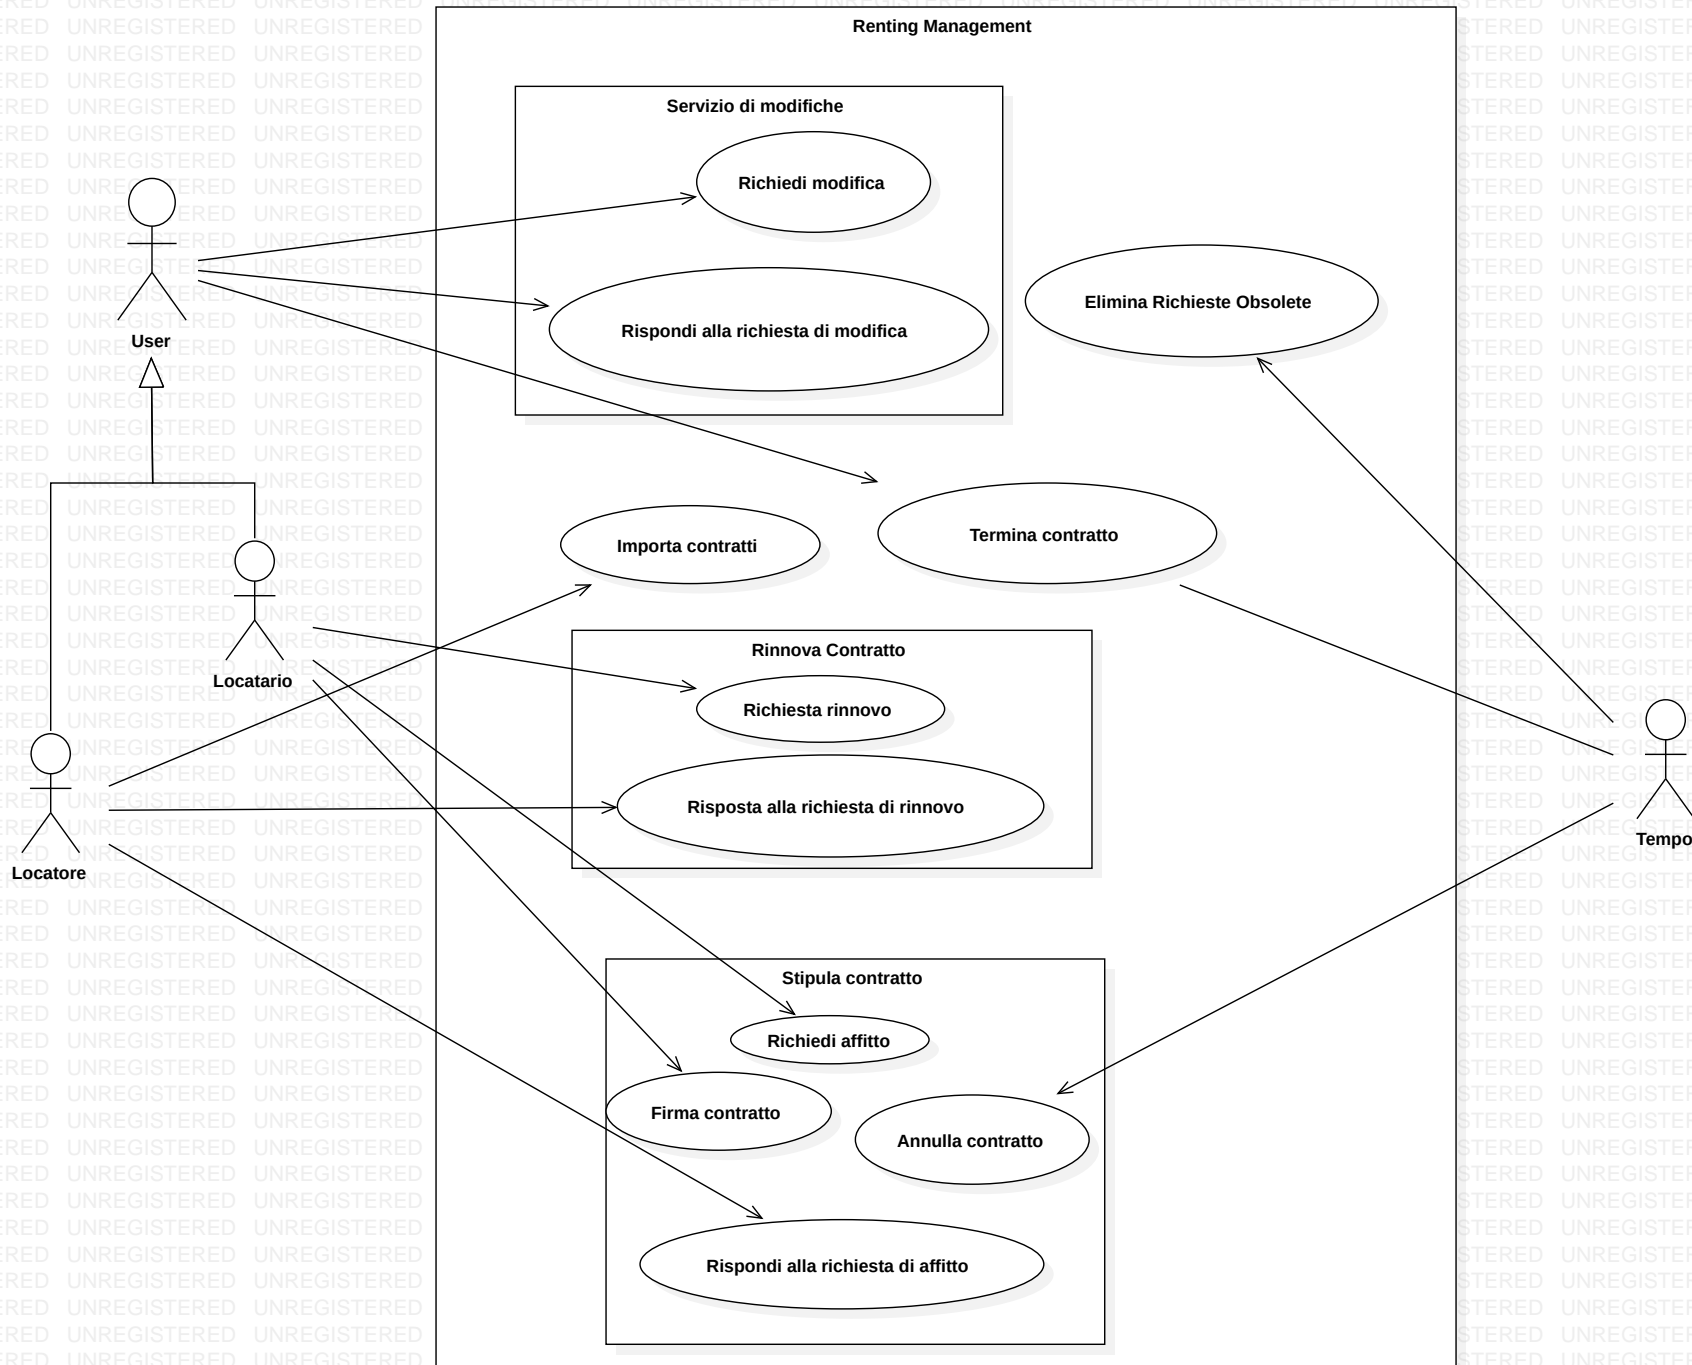 Renting Management
Servizio di modifiche
Richiedi modifica
Rispondi alla richiesta di modifica
Elimina Richieste Obsolete
User
Termina contratto
Importa contratti
Locatario
Rinnova Contratto
Richiesta rinnovo
Risposta alla richiesta di rinnovo
Locatore
Tempo
Stipula contratto
Richiedi affitto
Firma contratto
Annulla contratto
Rispondi alla richiesta di affitto
UNREGISTERED